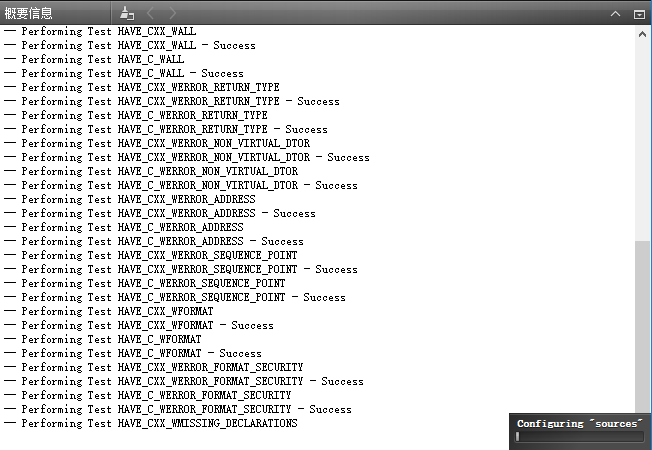 概要信息
— Performing Test HAVE_CXX_WALL
— Performing Test HAVE_CXX_WALL - Success
— Performing Test HAVE_C_WALL
— Performing Test HAVE_C_WALL - Success
— Performing Test HAVE_CXX_WERROR_RETURN_TYPE
— Performing Test HAVE_CXX_WERROR_RETURN_TYPE - Success
— Performing Test HAVE_C_WERROR_RETURN_TYPE
— Performing Test HAVE_C_WERROR_RETURN_TYPE - Success
— Performing Test HAVE_CXX_WERROR_NON_VIRTUAL_DTOR
— Performing Test HAVE_CXX_WERROR_NON_VIRTUAL_DTOR - Success
— Performing Test HAVE_C_WERROR_NON_VIRTUAL_DTOR
— Performing Test HAVE_C_WERROR_NON_VIRTUAL_DTOR - Success
— Performing Test HAVE_CXX_WERROR_ADDRESS
— Performing Test HAVE_CXX_WERROR_ADDRESS - Success
— Performing Test HAVE_C_WERROR_ADDRESS
— Performing Test HAVE_C_WERROR_ADDRESS - Success
— Performing Test HAVE_CXX_WERROR_SEQUENCE_POINT
— Performing Test HAVE_CXX_WERROR_SEQUENCE_POINT - Success
— Performing Test HAVE_C_WERROR_SEQUENCE_POINT
— Performing Test HAVE_C_WERROR_SEQUENCE_POINT - Success
— Performing Test HAVE_CXX_WFORMAT
— Performing Test HAVE_CXX_WFORMAT - Success
— Performing Test HAVE_C_WFORMAT
— Performing Test HAVE_C_WFORMAT - Success
— Performing Test HAVE_CXX_WERROR_FORMAT_SECURITY
— Performing Test HAVE_CXX_WERROR_FORMAT_SECURITY - Success
— Performing Test HAVE_C_WERROR_FORMAT_SECURITY
— Performing Test HAVE_C_WERROR_FORMAT_SECURITY - Success
— Performing Test HAVE_CXX_WMISSING_DECLARATIONS
Configuring "sources"